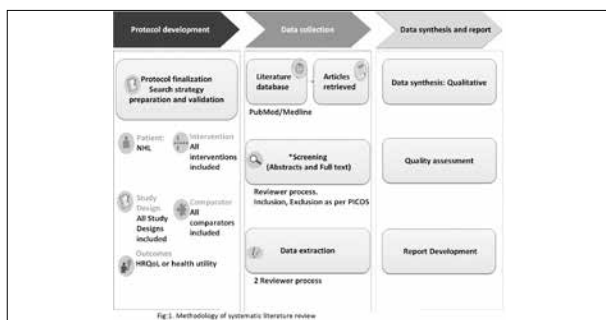 Protocol development
Data collection
Data synthesis and report
Protocol finalization
Search strategy
preparation and validation
Patient:
NHL
Intervention
All
interventions
included
Study
Design
All Study
Designs
included
Comparator
All
comparators
included
Outcomes
HRQoL or health utility
Literature
database
Articles
retrieved
PubMed/Medline
*Screening
(Abstracts and Full text)
Reviewer process.
Inclusion, Exclusion as per PICOS
Data extraction
2 Reviewer process
Data synthesis: Qualitative
Quality assessment
Report Development
Fig:1. Methodology of systematic literature review